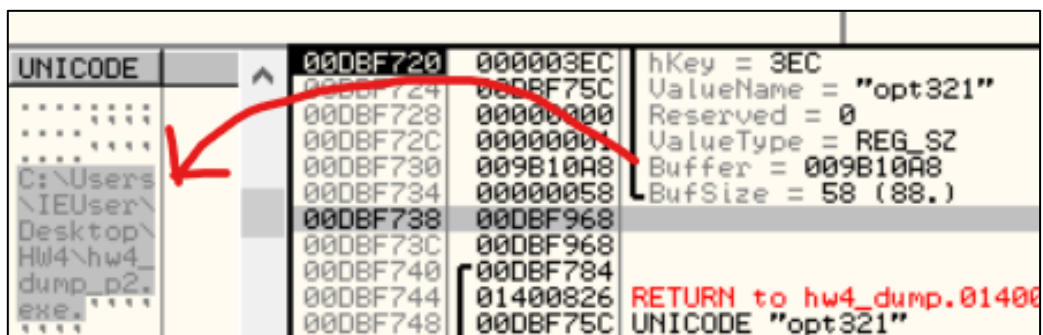 UNICODE
C:\Users
\IEUser\
Desktop\
HW4\hw4_
dump_p2.
exe.
00DBF720 000003EC hKey = 3EC
00DBF724 00DBF75C ValueName = "opt321"
00DBF728 00000000 Reserved = 0
00DBF72C 00000001 ValueType = REG_SZ
00DBF730 009B10A8 Buffer = 009B10A8
00DBF734 00000058 BufSize = 58 (88.)
00DBF738 00DBF968
00DBF73C 00DBF968
00DBF740 00DBF784
00DBF744 01400826 RETURN to hw4_dump.01400
00DBF748 00DBF75C UNICODE "opt321"